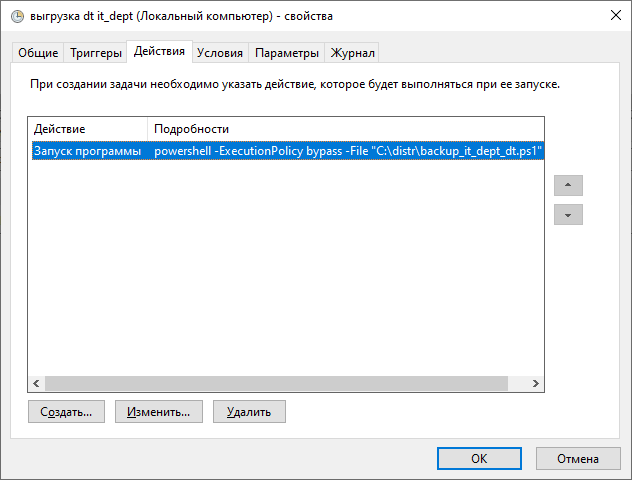 выгрузка dt it_dept (Локальный компьютер) - свойства
Общие Триггеры Действия Условия Параметры Журнал
При создании задачи необходимо указать действие, которое будет выполняться при ее запуске.
Действие Подробности
Запуск программы powershell -ExecutionPolicy bypass -File "C:\distr\backup_it_dept_dt.ps1"
Создать... Изменить... Удалить
OK Отмена